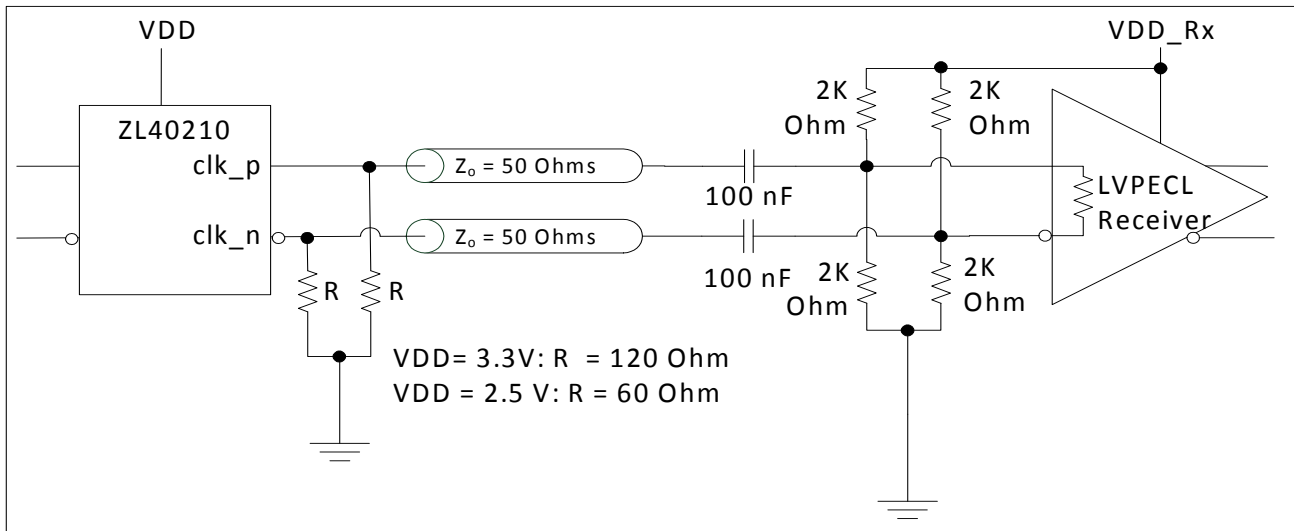 VDD
VDD_Rx
ZL40210
clk_p
clk_n
Zo = 50 Ohms
Zo = 50 Ohms
100 nF
100 nF
2K
Ohm
2K
Ohm
2K
Ohm
2K
Ohm
LVPECL
Receiver
R
R
VDD= 3.3V: R = 120 Ohm
VDD = 2.5 V: R = 60 Ohm